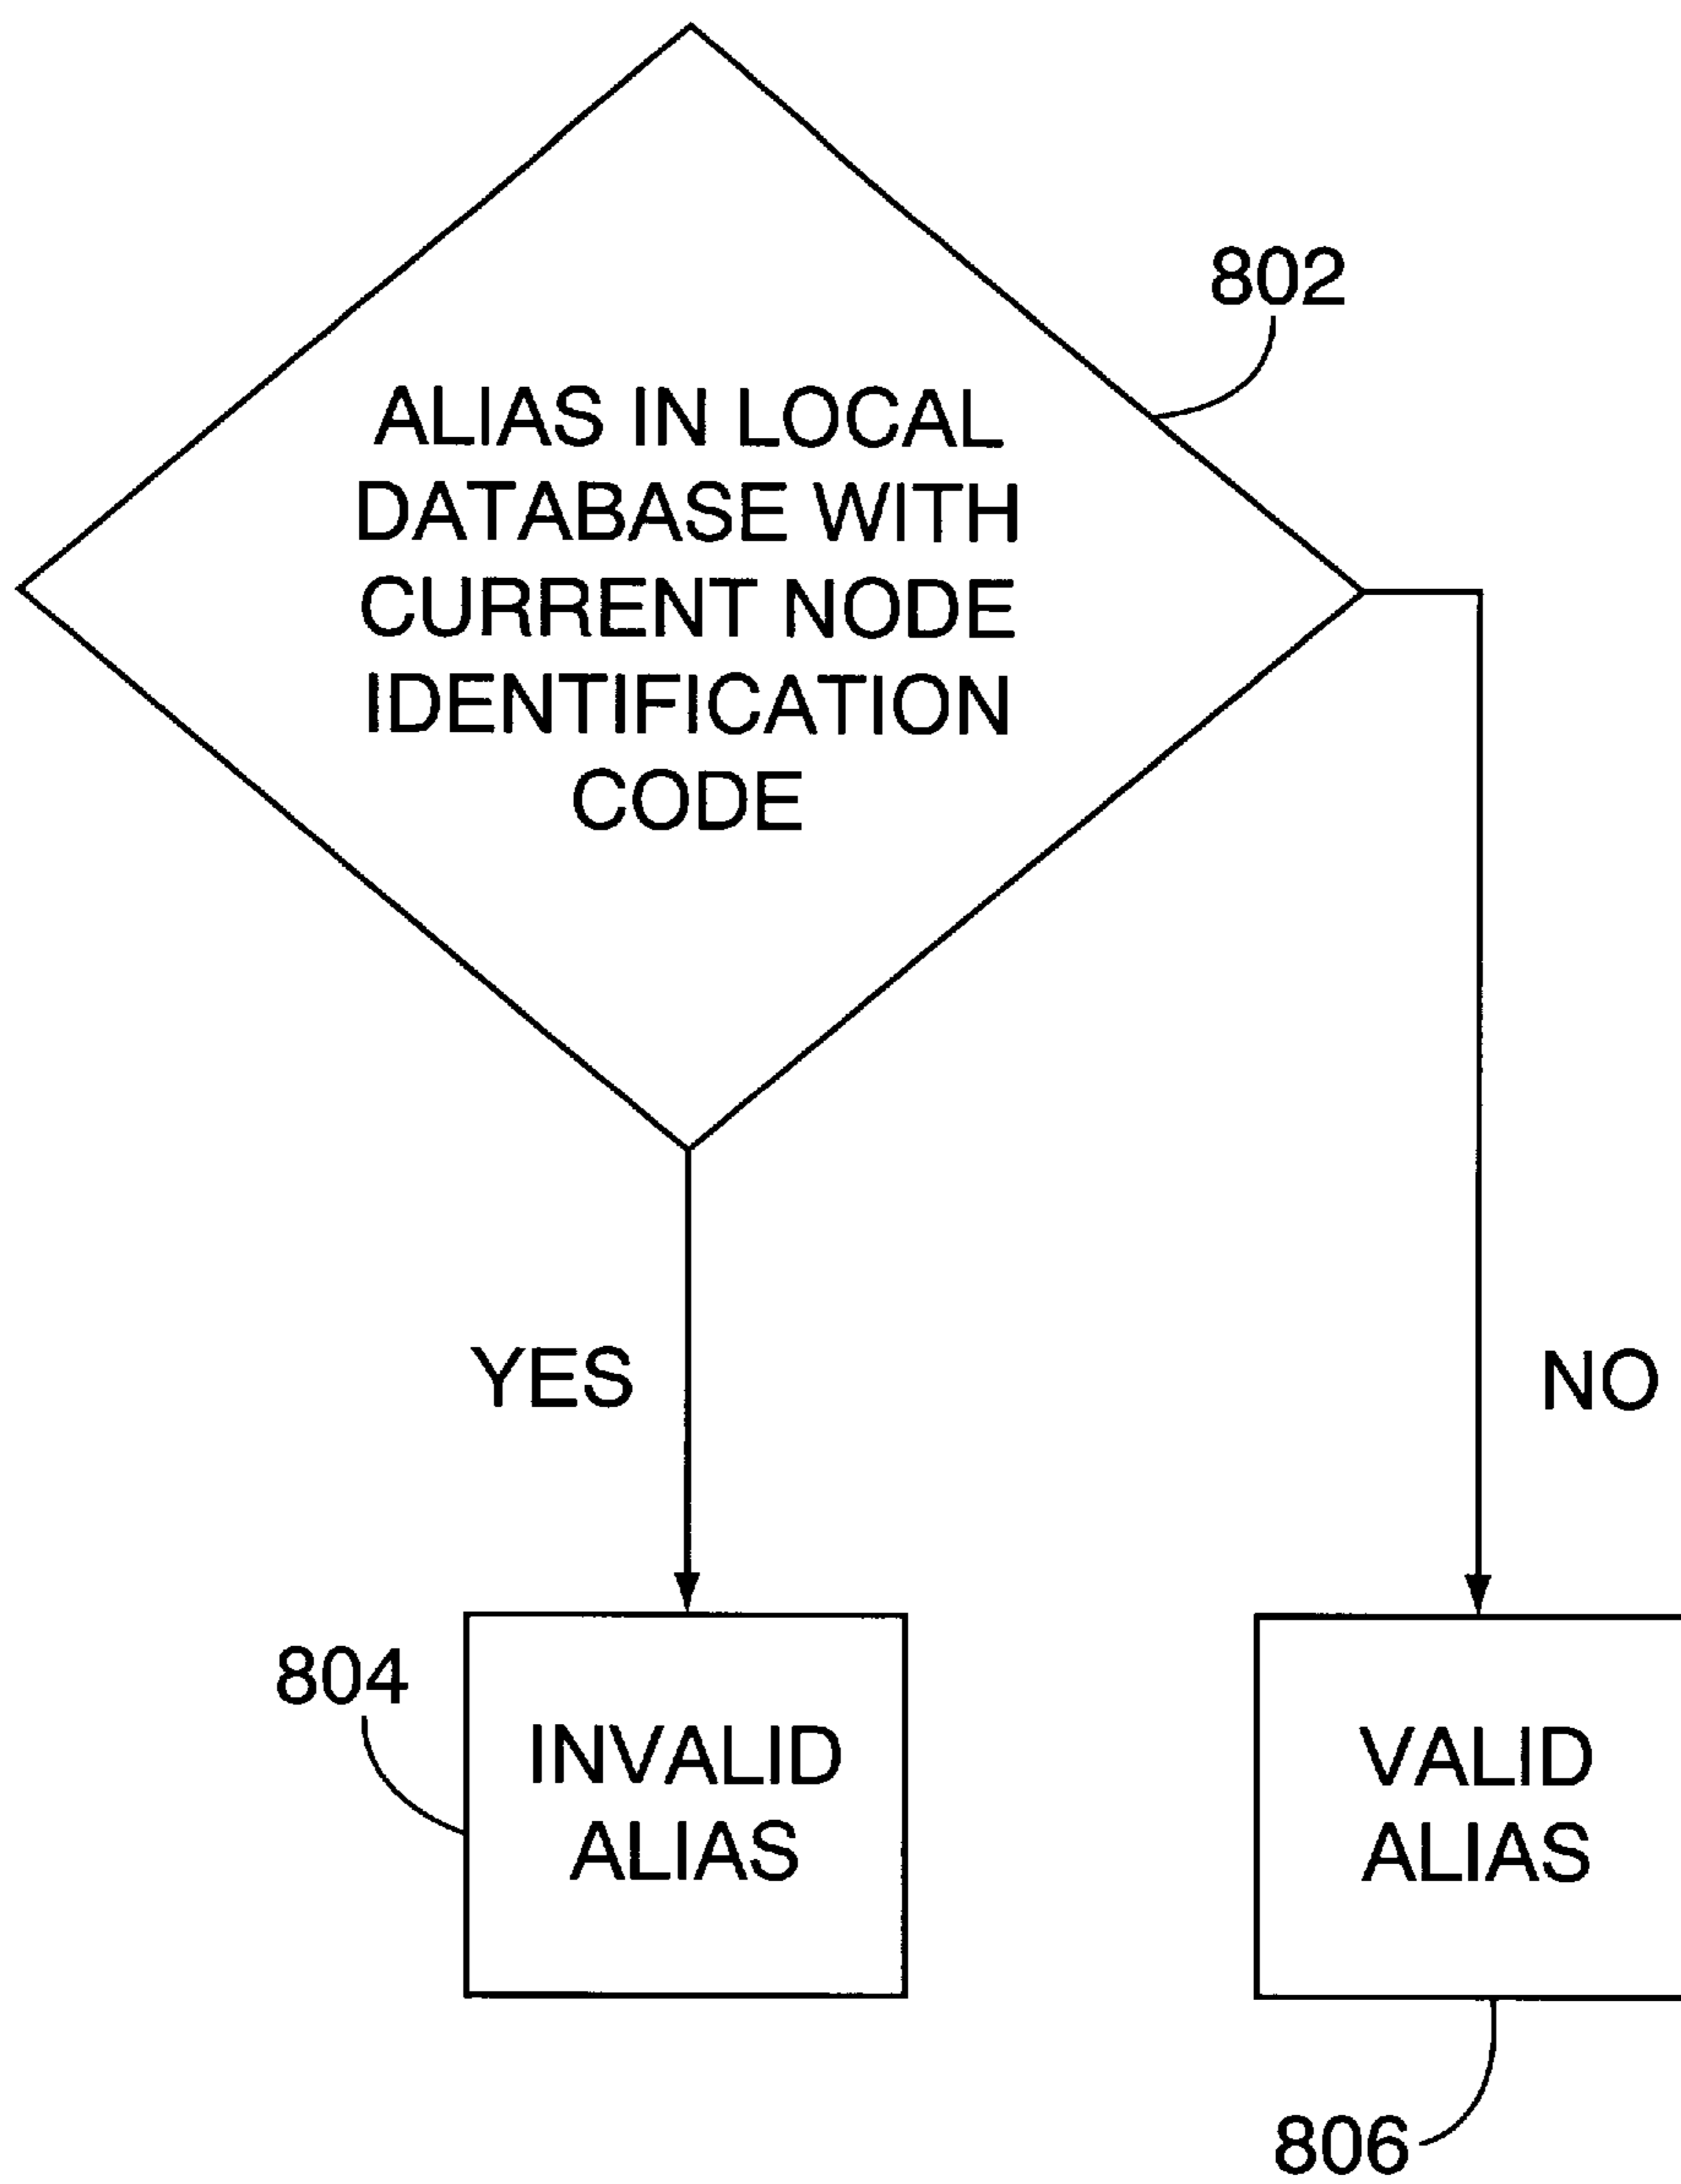 802
ALIAS IN LOCAL
DATABASE WITH
CURRENT NODE
IDENTIFICATION
CODE
YES
NO
804
INVALID
ALIAS
VALID
ALIAS
806